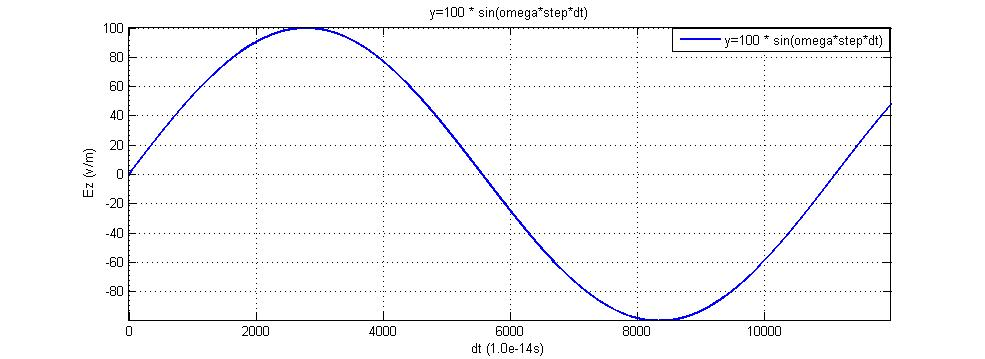 y=100 * sin(omega*step*dt)
y=100 * sin(omega*step*dt)
100
80
60
40
20
0
-20
-40
-60
-80
Ez (v/m)
0 2000 4000 6000 8000 10000
dt (1.0e-14s)